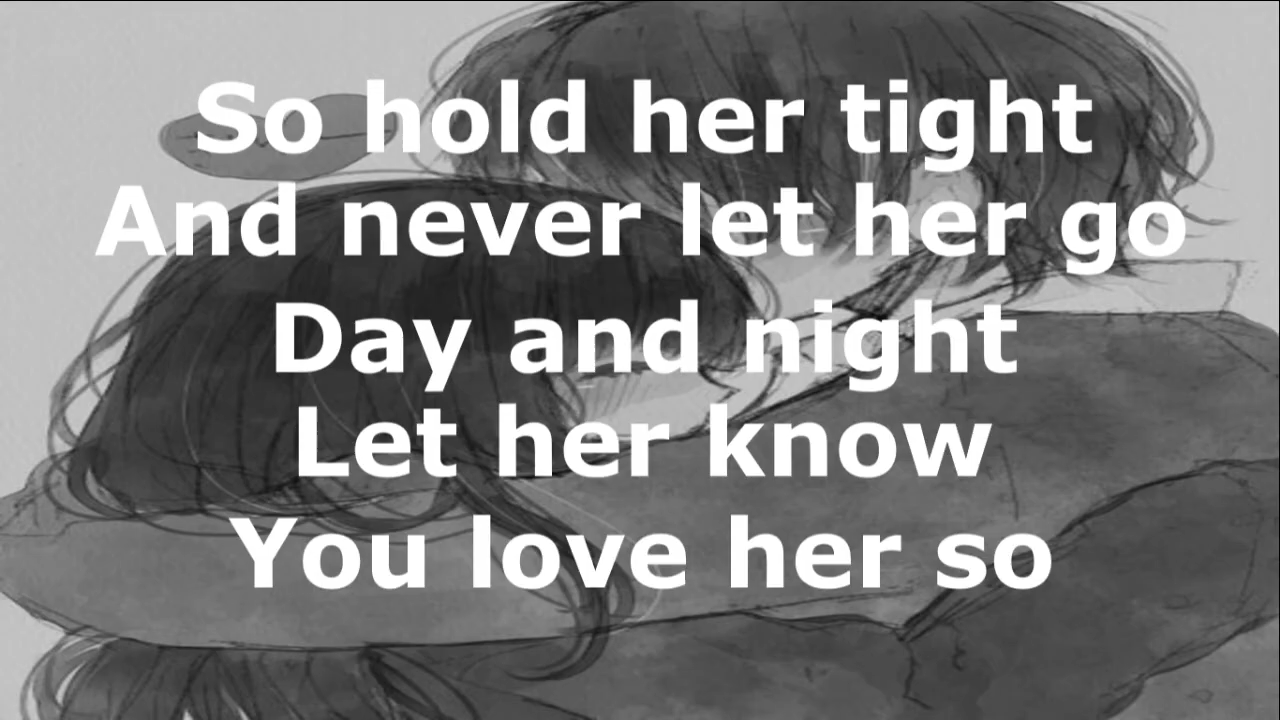 So hold her tight
And never let her go
Day and night
Let her know
You love her so